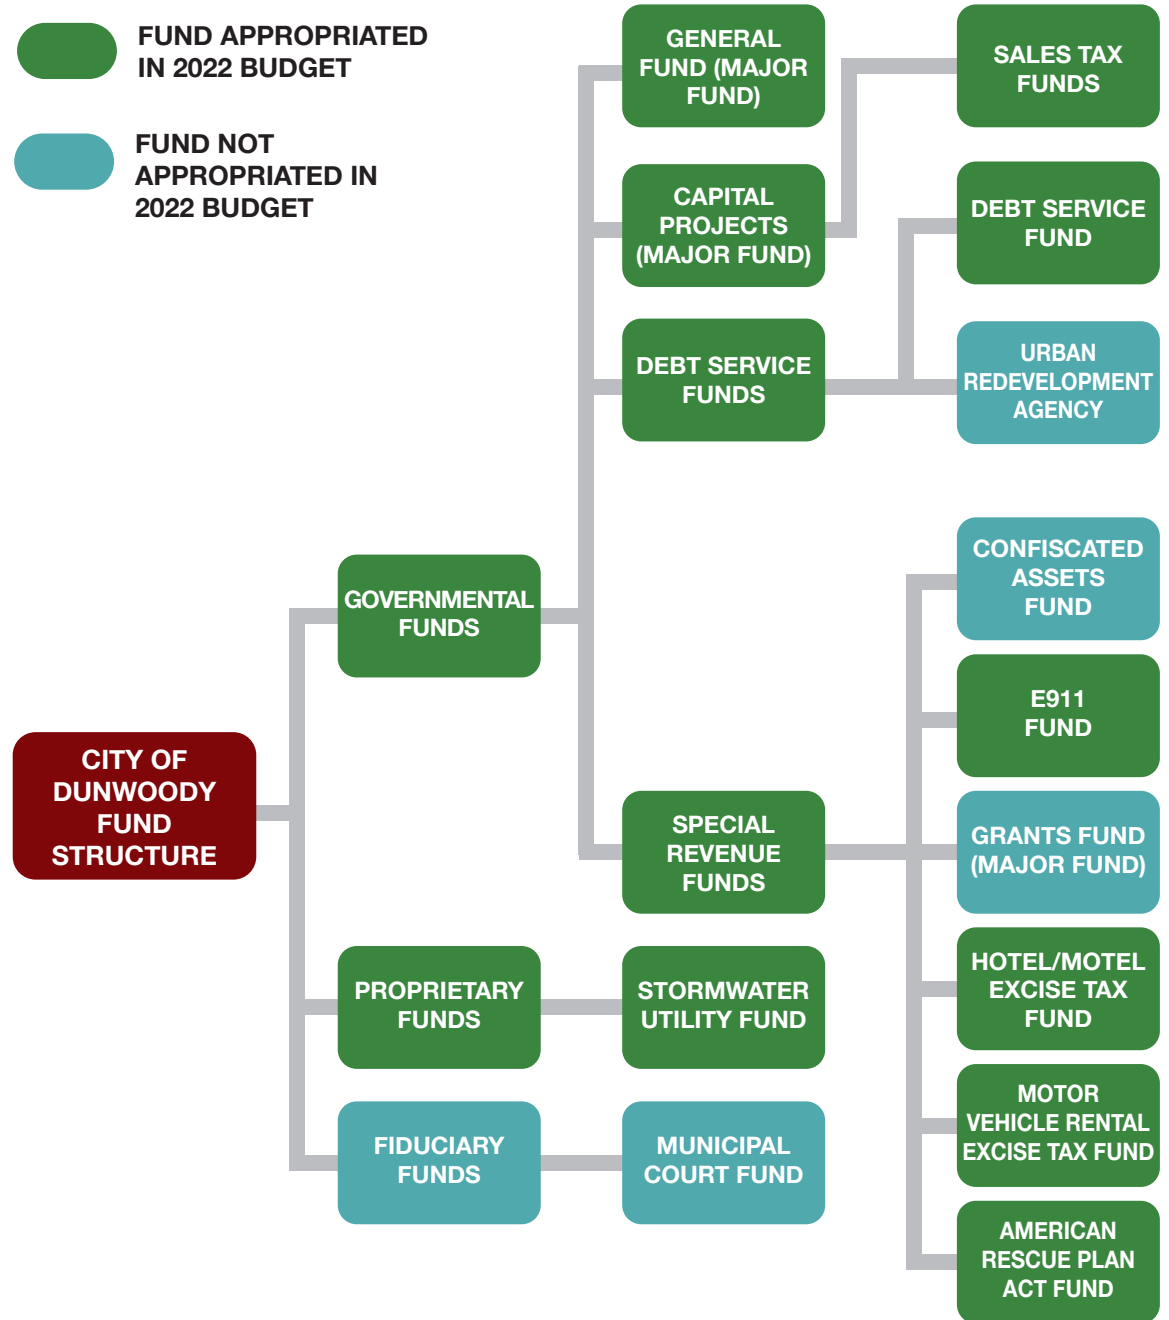 FUND APPROPRIATED
IN 2022 BUDGET
FUND NOT
APPROPRIATED IN
2022 BUDGET
GENERAL
FUND (MAJOR
FUND)
SALES TAX
FUNDS
CAPITAL
PROJECTS
(MAJOR FUND)
DEBT SERVICE
FUND
DEBT SERVICE
FUNDS
URBAN
REDEVELOPMENT
AGENCY
CONFISCATED
ASSETS
FUND
GOVERNMENTAL
FUNDS
E911
FUND
CITY OF
DUNWOODY
FUND
STRUCTURE
SPECIAL
REVENUE
FUNDS
GRANTS FUND
(MAJOR FUND)
HOTEL/MOTEL
EXCISE TAX
FUND
PROPRIETARY
FUNDS
STORMWATER
UTILITY FUND
MOTOR
VEHICLE RENTAL
EXCISE TAX FUND
FIDUCIARY
FUNDS
MUNICIPAL
COURT FUND
AMERICAN
RESCUE PLAN
ACT FUND